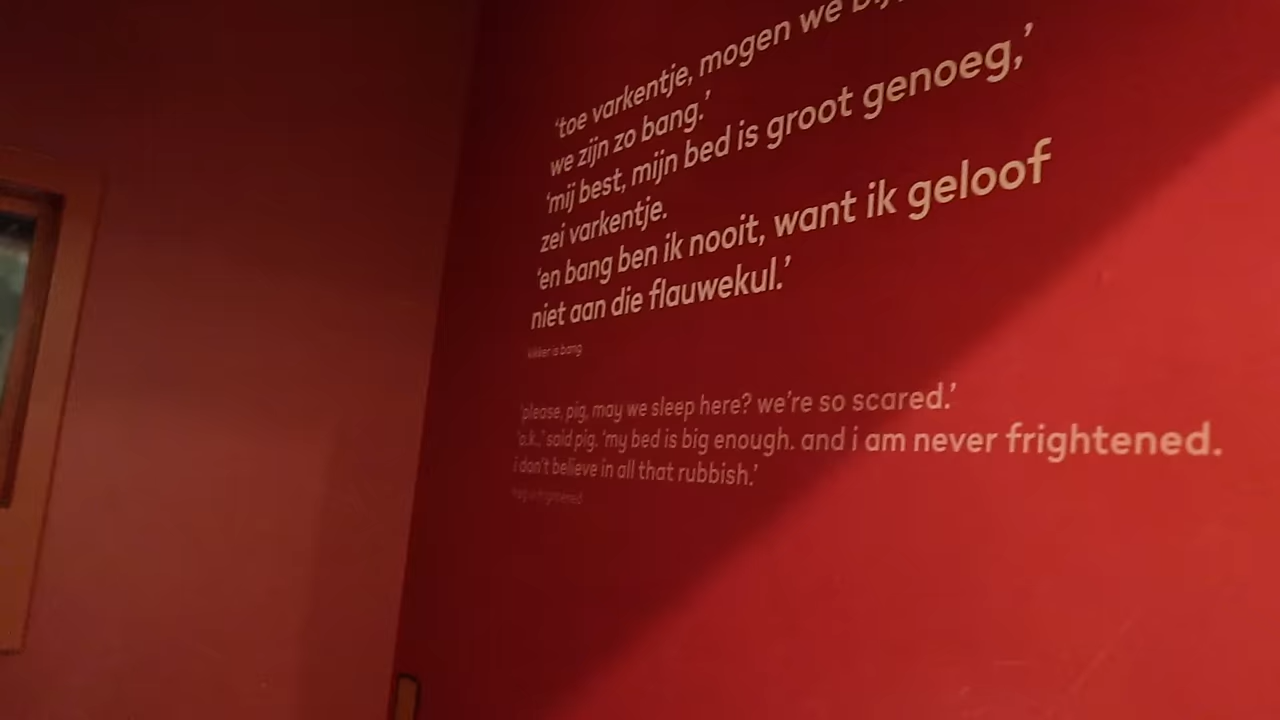 ‘toe varkentje, mogen we
we zijn zo bang.’
‘mij best, mijn bed is groot genoeg,’
zei varkentje.
‘en bang ben ik nooit, want ik geloof
niet aan die flauwekul.’
kikker is bang
‘please, pig, may we sleep here? we’re so scared.’
‘o.k.,’ said pig. ‘my bed is big enough. and i am never frightened.
i don’t believe in all that rubbish.’
frog is frightened